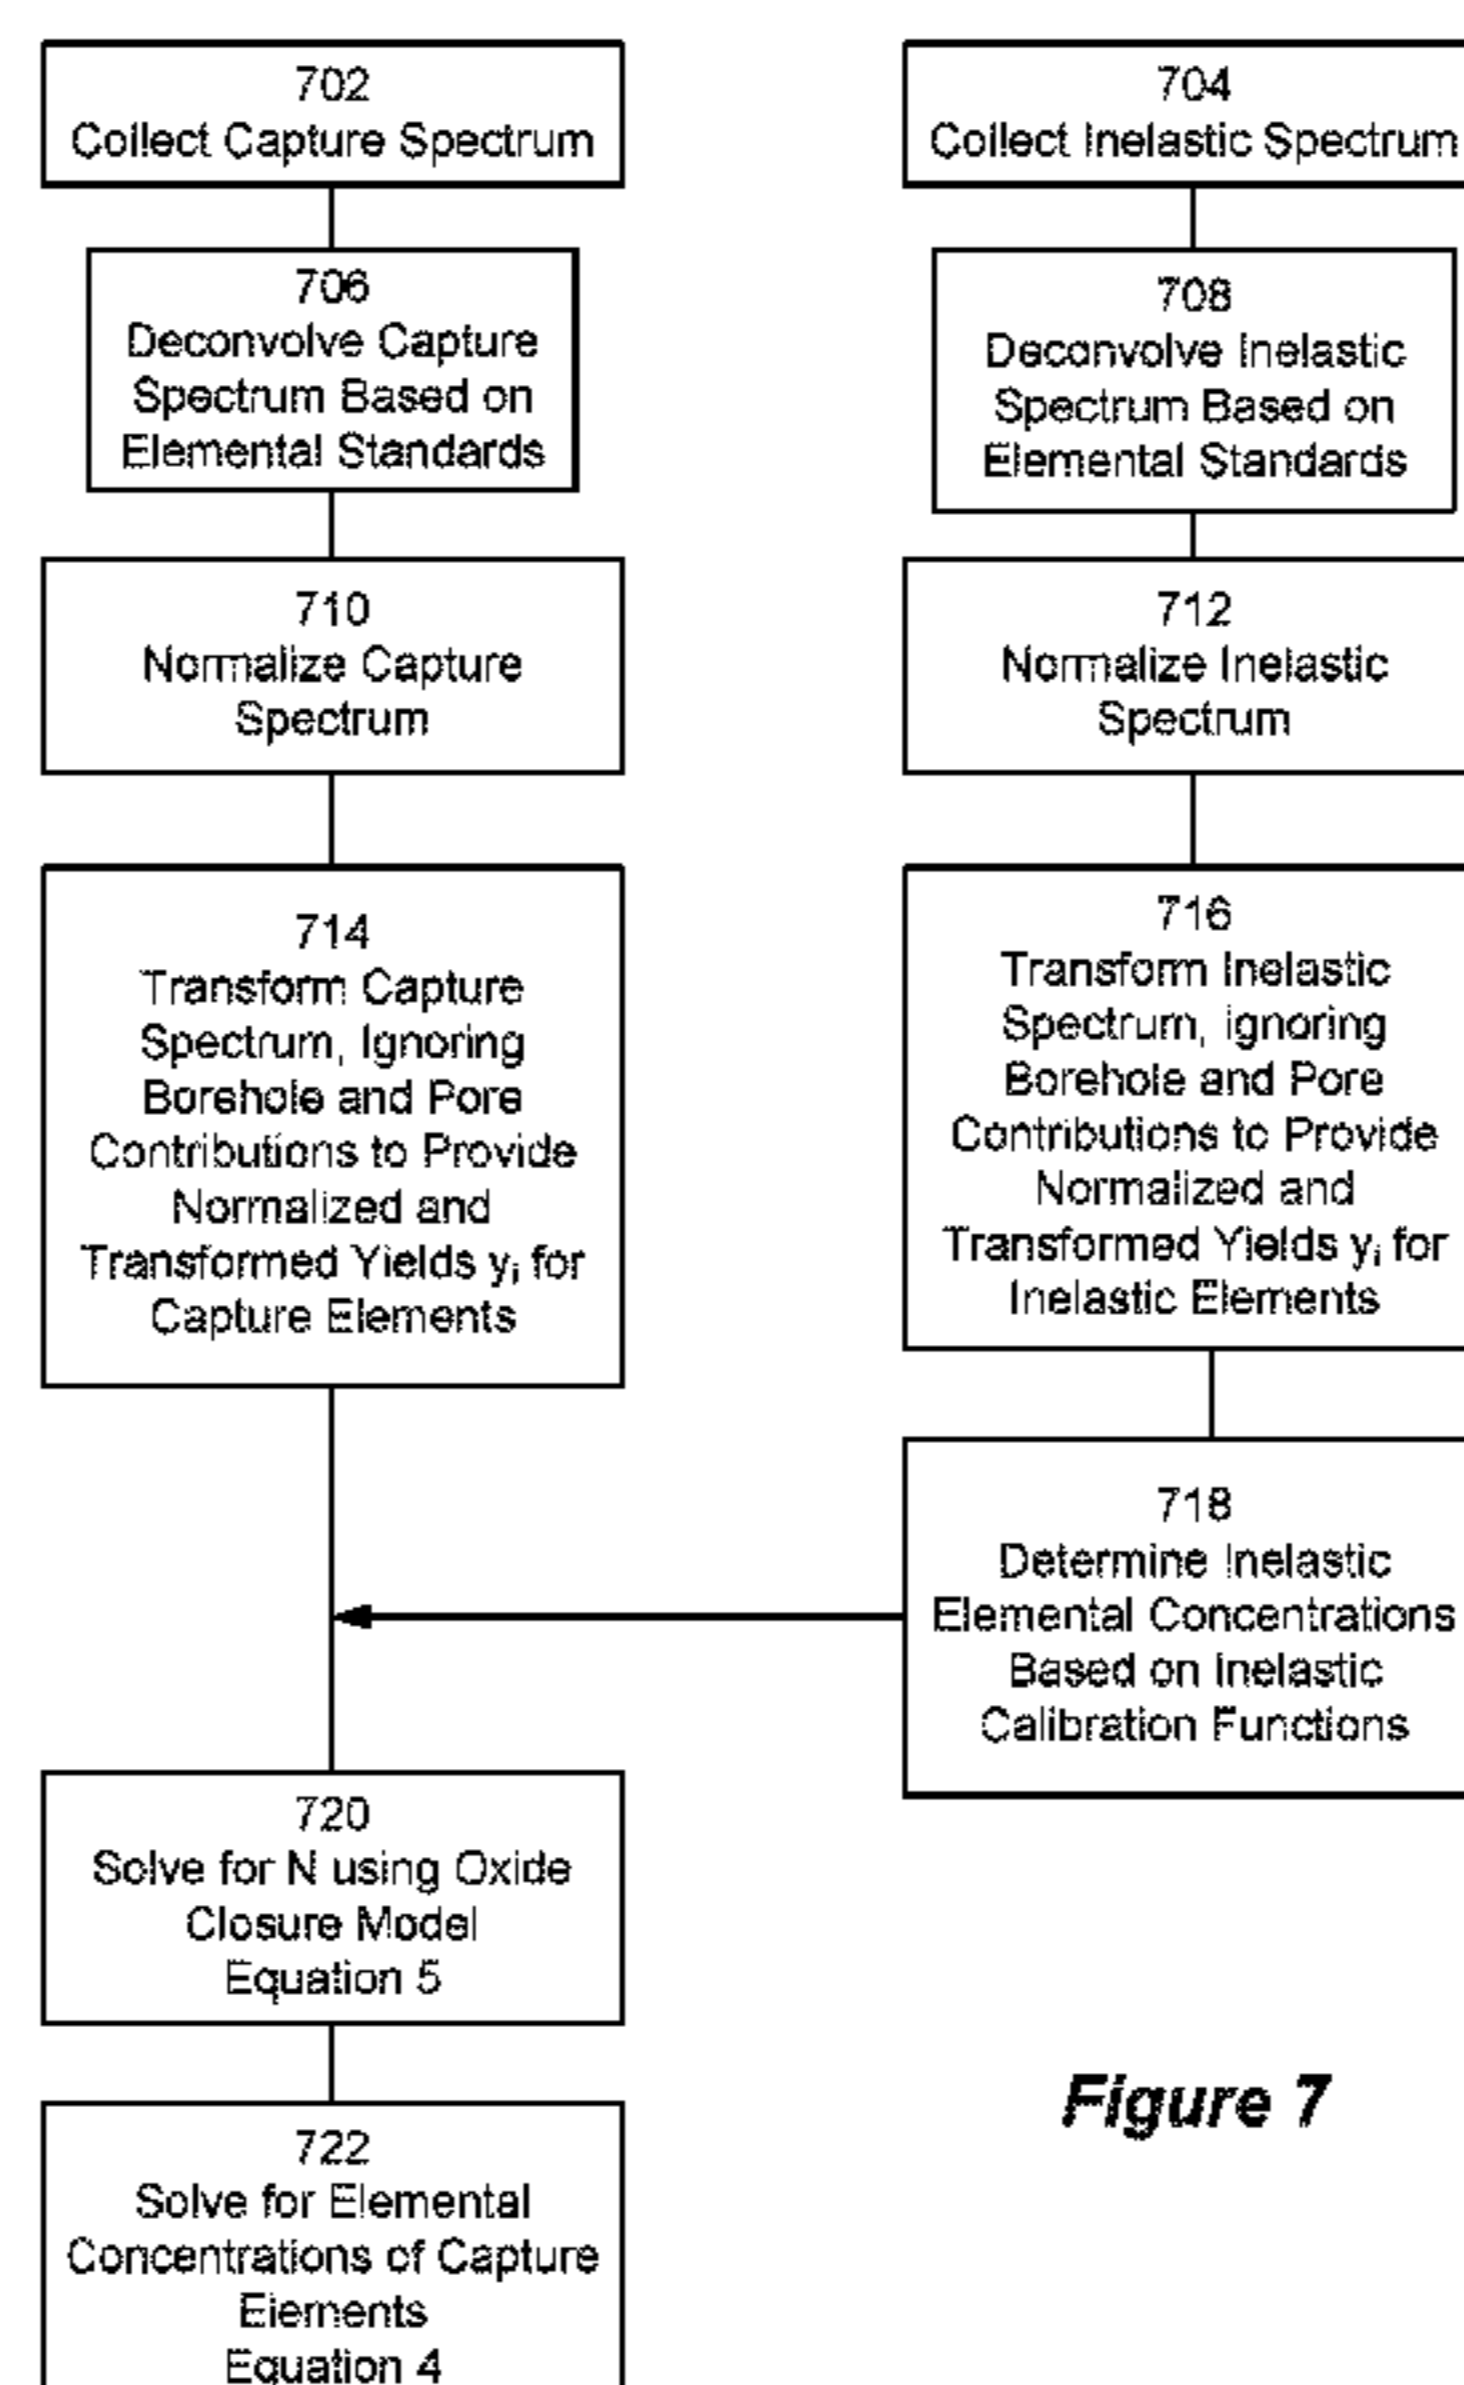 702
Collect Capture Spectrum
706
Deconvolve Capture
Spectrum Based on
Elemental Standards
710
Normalize Capture
Spectrum
714
Transform Capture
Spectrum, Ignoring
Borehole and Pore
Contributions to Provide
Normalized and
Transformed Yields yᵢ for
Capture Elements
720
Solve for N using Oxide
Closure Model
Equation 5
722
Solve for Elemental
Concentrations of Capture
Elements
Equation 4
704
Collect Inelastic Spectrum
708
Deconvolve Inelastic
Spectrum Based on
Elemental Standards
712
Normalize Inelastic
Spectrum
716
Transform Inelastic
Spectrum, ignoring
Borehole and Pore
Contributions to Provide
Normalized and
Transformed Yields yᵢ for
Inelastic Elements
718
Determine Inelastic
Elemental Concentrations
Based on Inelastic
Calibration Functions
Figure 7